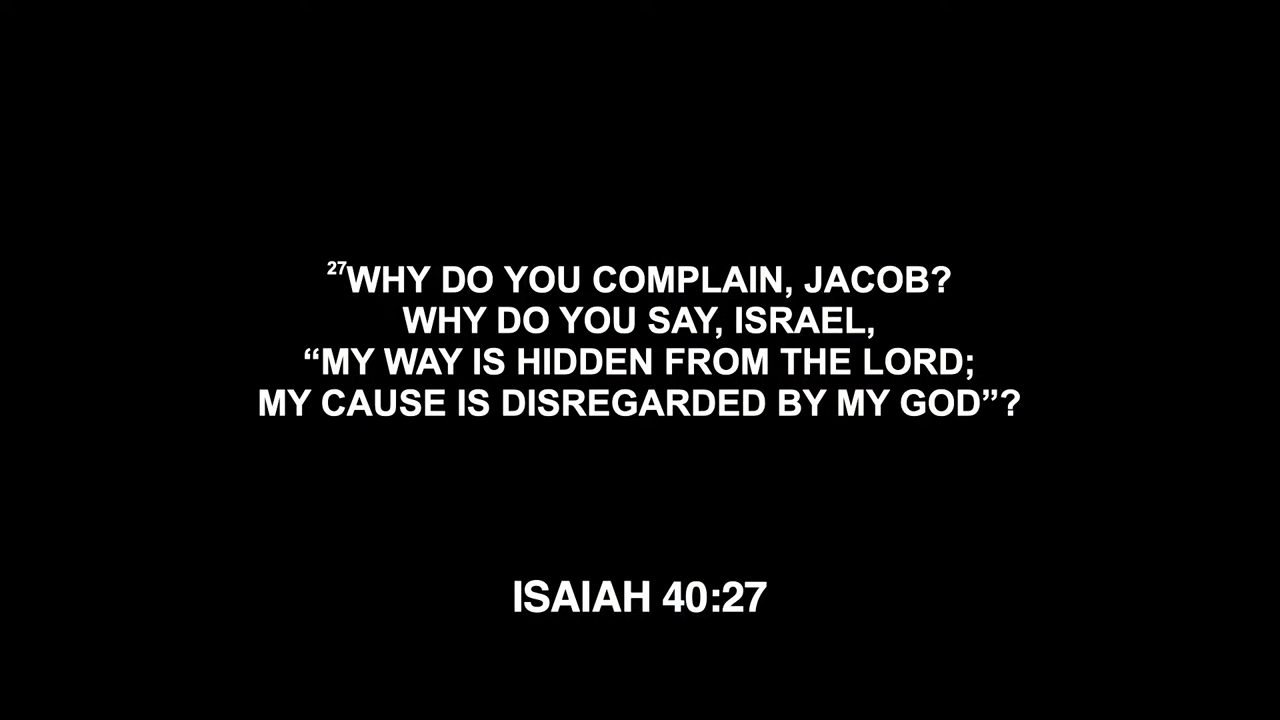 ²⁷WHY DO YOU COMPLAIN, JACOB?
WHY DO YOU SAY, ISRAEL,
“MY WAY IS HIDDEN FROM THE LORD;
MY CAUSE IS DISREGARDED BY MY GOD”?
ISAIAH 40:27